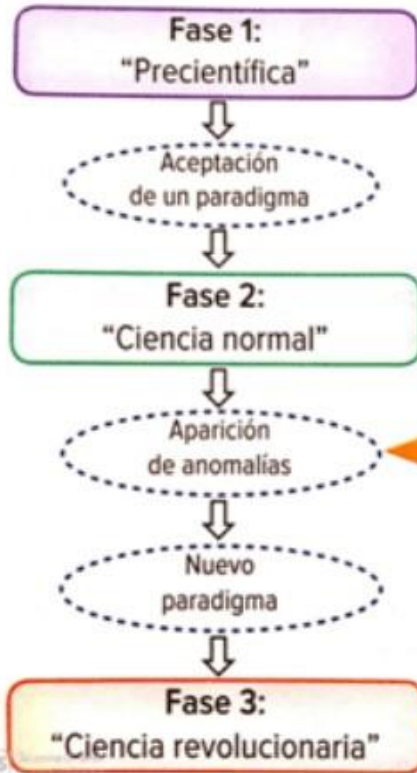 Fase 1:
“Precientífica”
Aceptación
de un paradigma
Fase 2:
“Ciencia normal”
Aparición
de anomalías
Nuevo
paradigma
Fase 3:
“Ciencia revolucionaria”